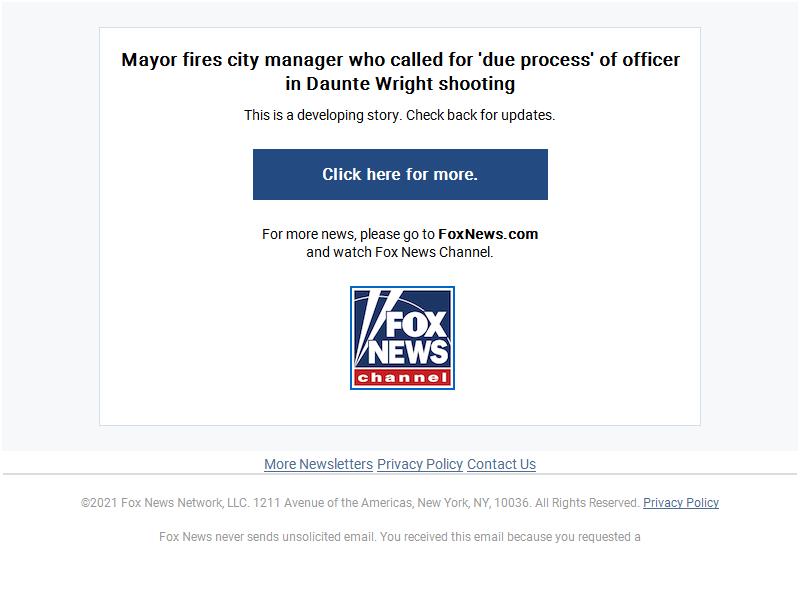 Mayor fires city manager who called for 'due process' of officer
in Daunte Wright shooting
This is a developing story. Check back for updates.
Click here for more.
For more news, please go to FoxNews.com
and watch Fox News Channel.
FOX
NEWS
channel
More Newsletters Privacy Policy Contact Us
©2021 Fox News Network, LLC. 1211 Avenue of the Americas, New York, NY, 10036. All Rights Reserved. Privacy Policy
Fox News never sends unsolicited email. You received this email because you requested a